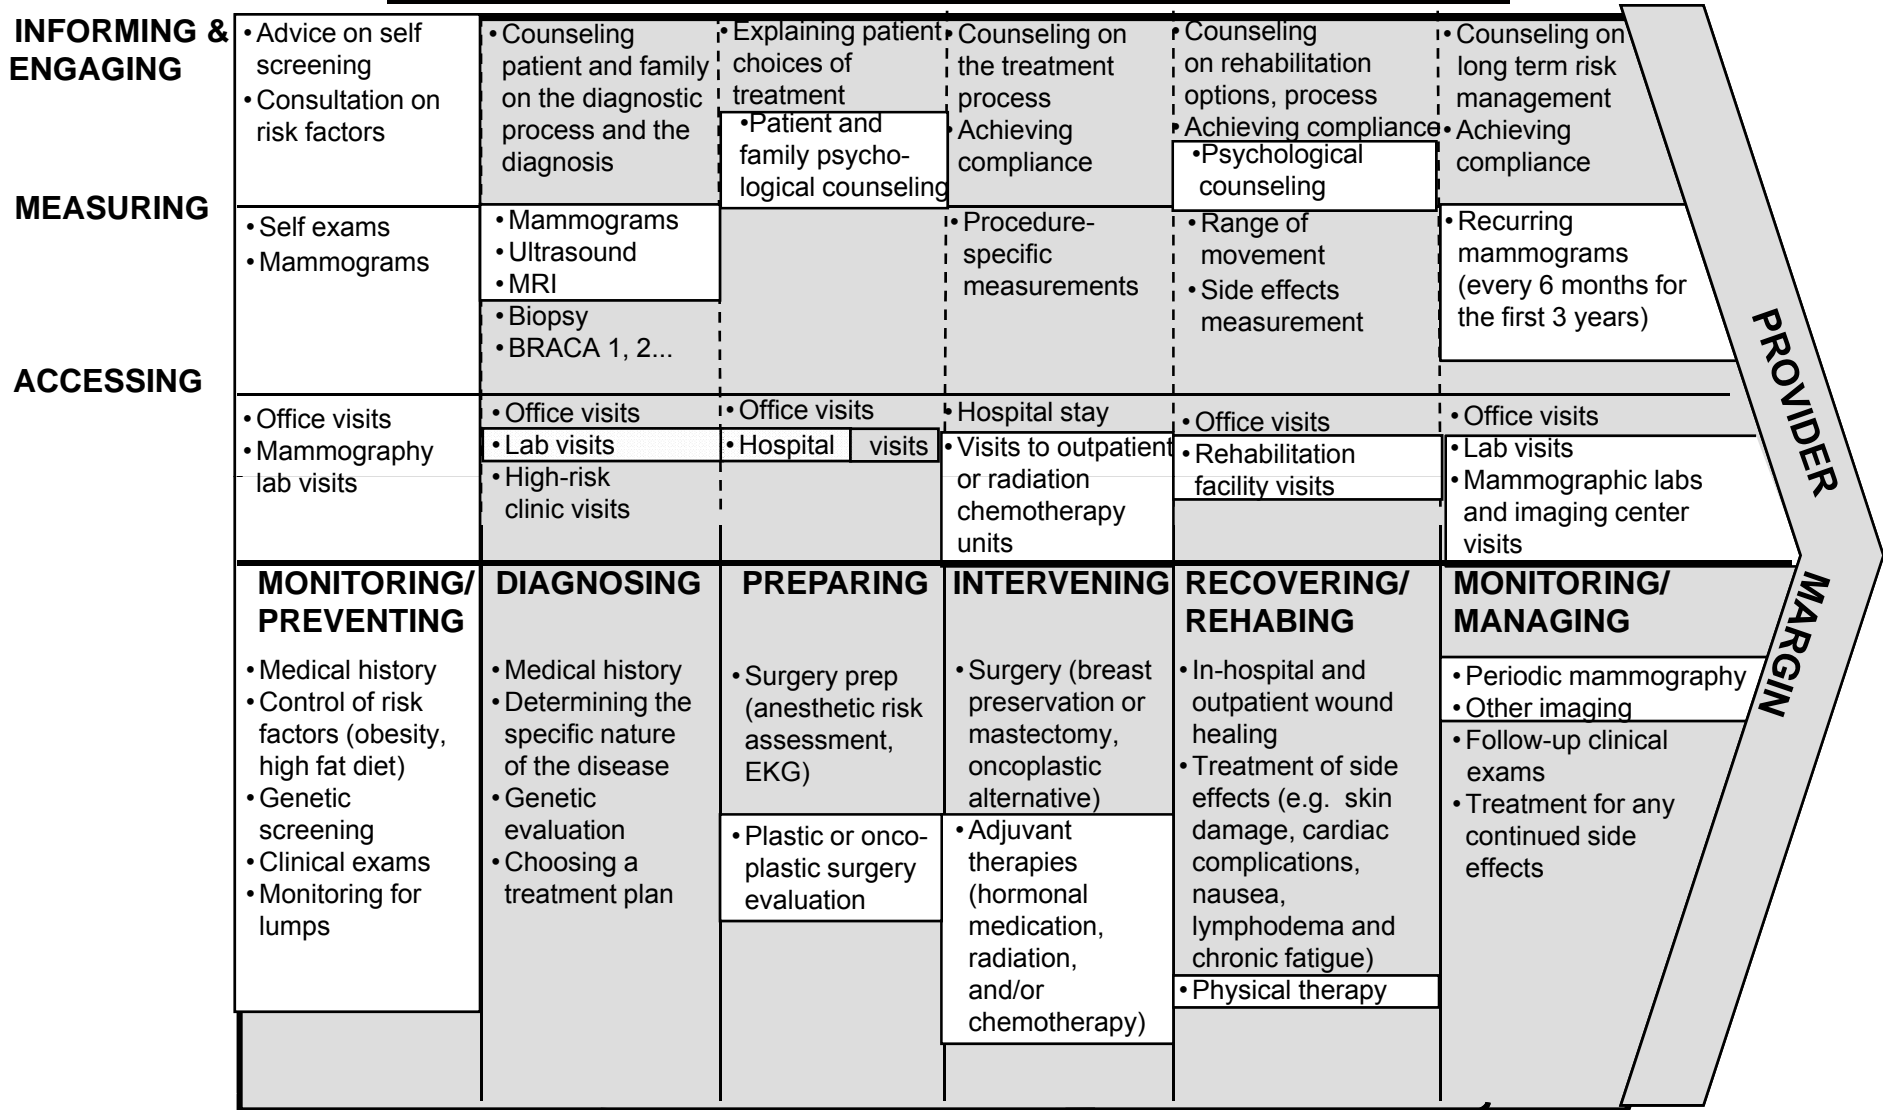 INFORMING &
ENGAGING
• Advice on self
screening
• Consultation on
risk factors
• Counseling
patient and family
on the diagnostic
process and the
diagnosis
• Explaining patient
choices of
treatment
•Patient and
family psycho-
logical counseling
• Counseling on
the treatment
process
• Achieving
compliance
• Counseling
on rehabilitation
options, process
• Achieving compliance
•Psychological
counseling
• Counseling on
long term risk
management
• Achieving
compliance
MEASURING
• Self exams
• Mammograms
• Mammograms
• Ultrasound
• MRI
• Biopsy
• BRACA 1, 2...
• Procedure-
specific
measurements
• Range of
movement
• Side effects
measurement
• Recurring
mammograms
(every 6 months for
the first 3 years)
ACCESSING
• Office visits
• Mammography
lab visits
• Office visits
• Lab visits
• High-risk
clinic visits
• Office visits
• Hospital visits
• Hospital stay
• Visits to outpatient
or radiation
chemotherapy
units
• Office visits
• Rehabilitation
facility visits
• Office visits
• Lab visits
• Mammographic labs
and imaging center
visits
MONITORING/
PREVENTING
• Medical history
• Control of risk
factors (obesity,
high fat diet)
• Genetic
screening
• Clinical exams
• Monitoring for
lumps
DIAGNOSING
• Medical history
• Determining the
specific nature
of the disease
• Genetic
evaluation
• Choosing a
treatment plan
PREPARING
• Surgery prep
(anesthetic risk
assessment,
EKG)
• Plastic or onco-
plastic surgery
evaluation
INTERVENING
• Surgery (breast
preservation or
mastectomy,
oncoplastic
alternative)
• Adjuvant
therapies
(hormonal
medication,
radiation,
and/or
chemotherapy)
RECOVERING/
REHABING
• In-hospital and
outpatient wound
healing
• Treatment of side
effects (e.g. skin
damage, cardiac
complications,
nausea,
lymphodema and
chronic fatigue)
• Physical therapy
MONITORING/
MANAGING
• Periodic mammography
• Other imaging
• Follow-up clinical
exams
• Treatment for any
continued side
effects
PROVIDER
MARGIN